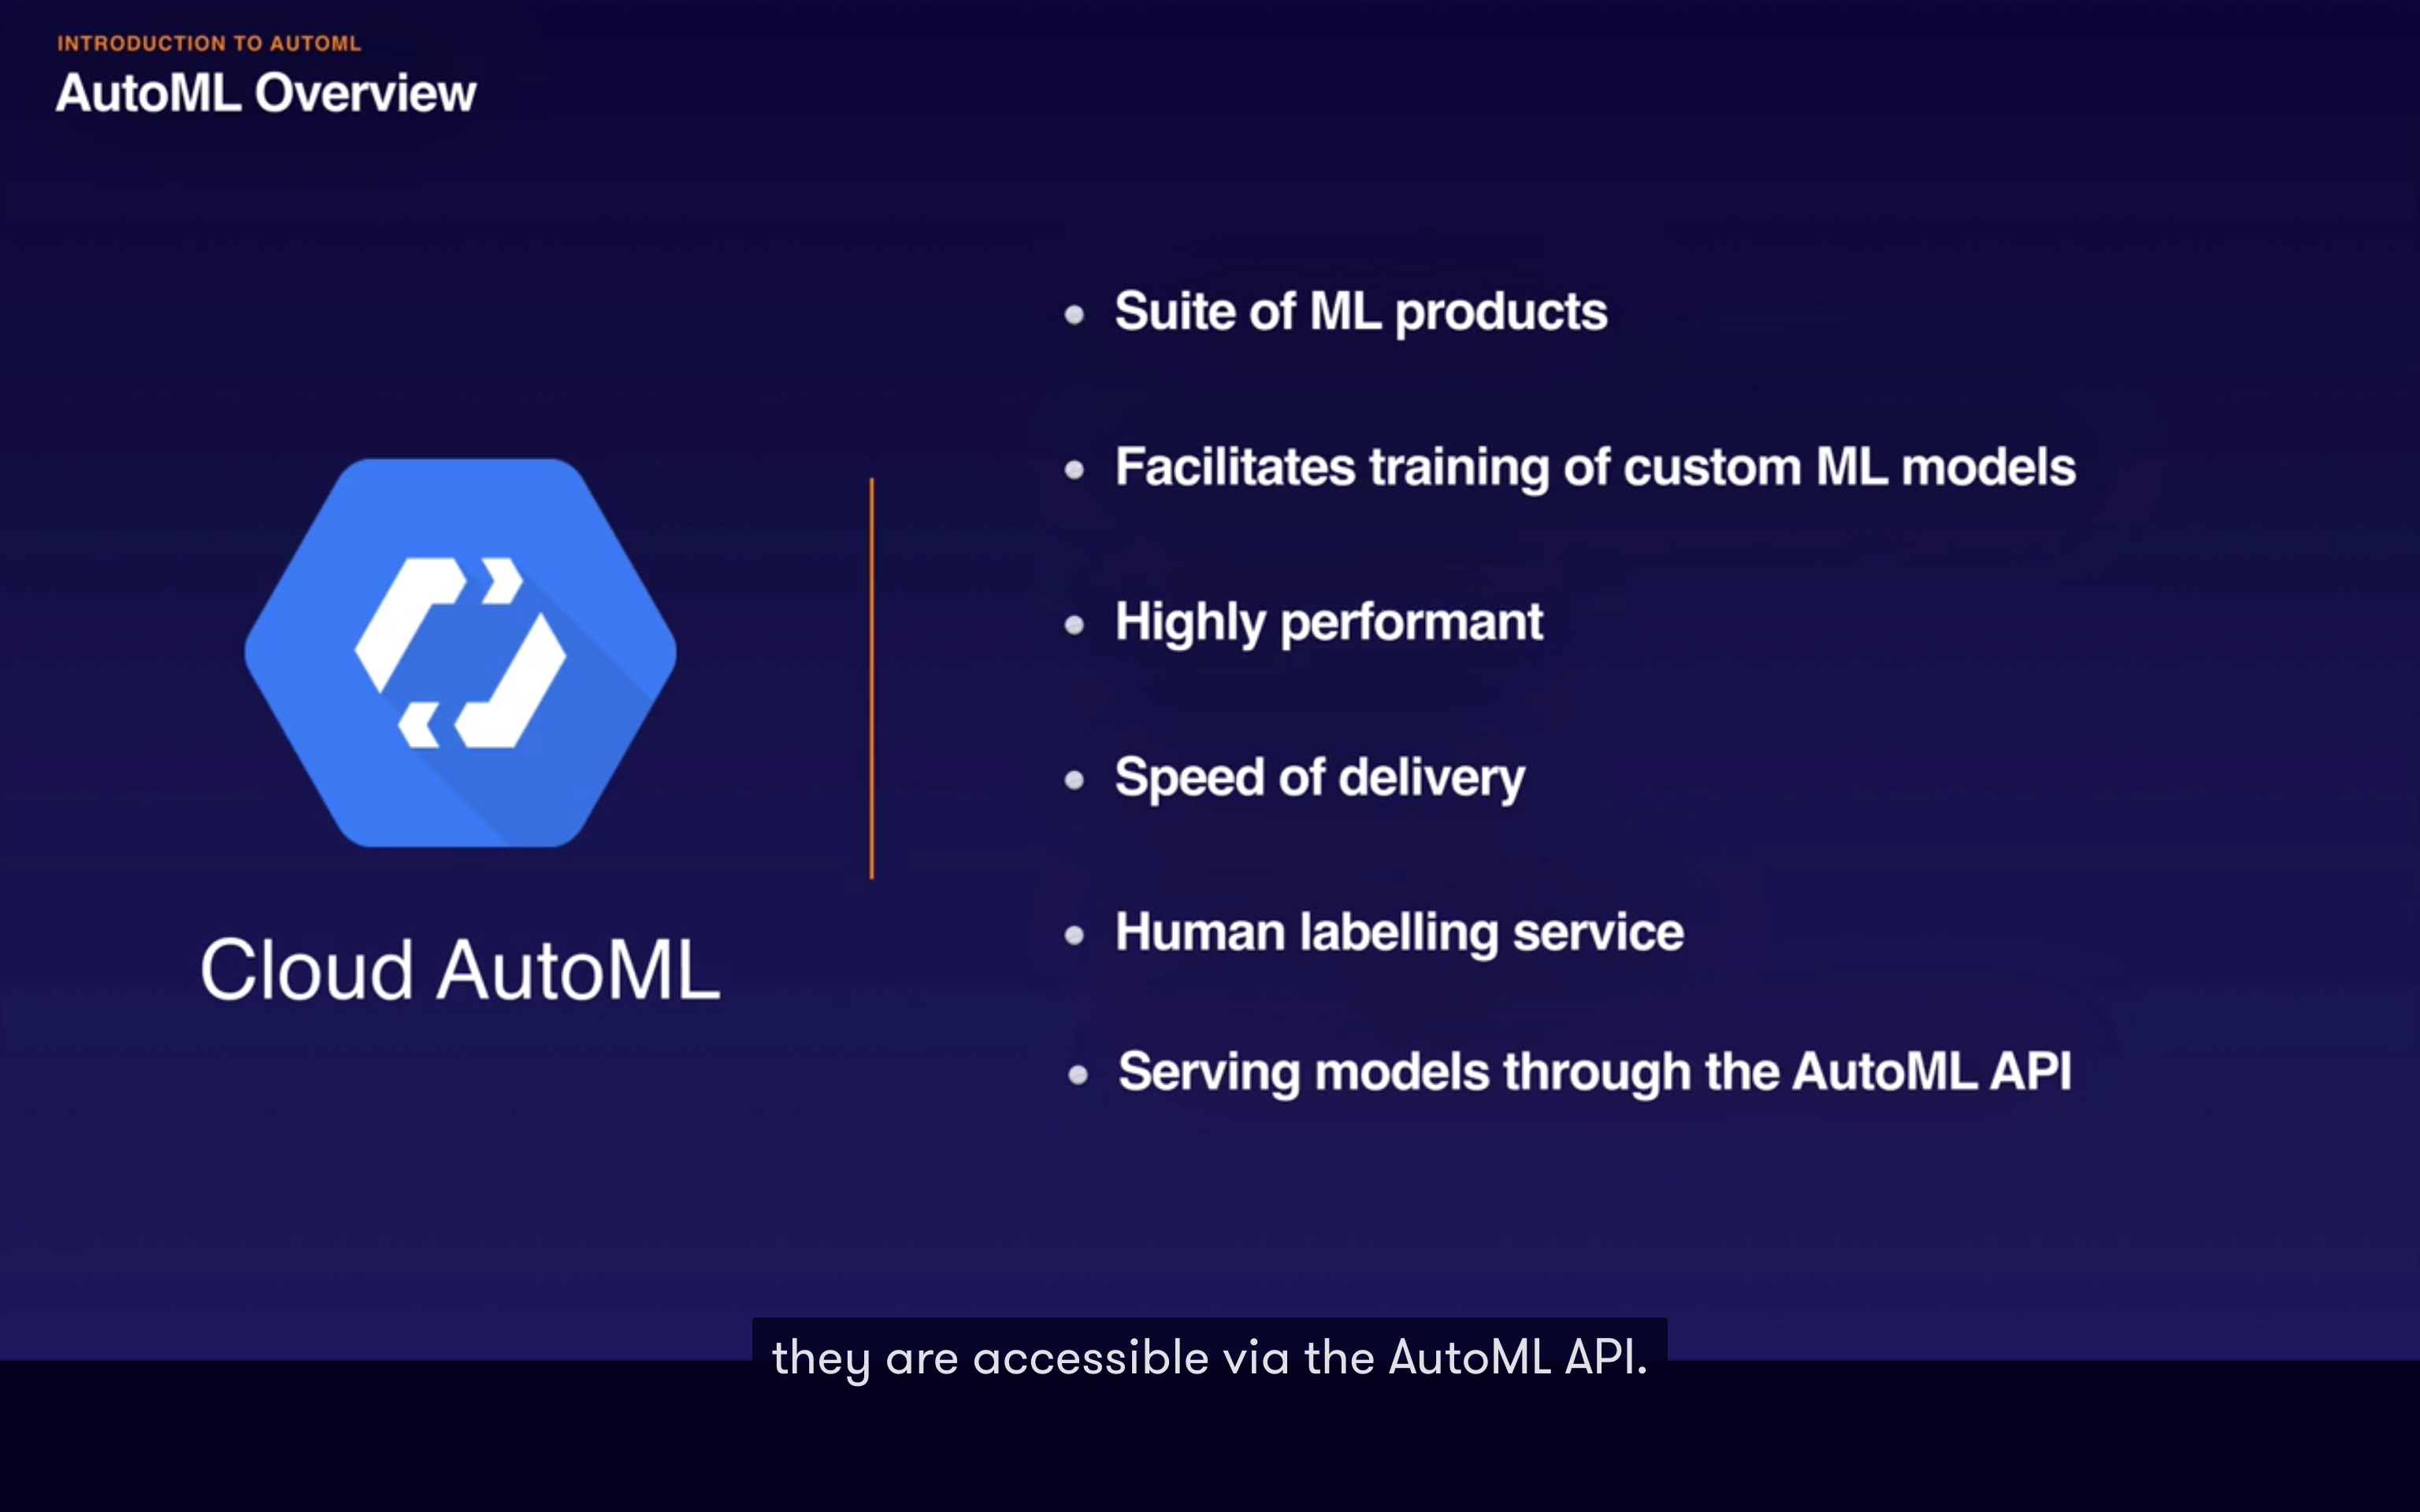 INTRODUCTION TO AUTOML
AutoML Overview
Cloud AutoML
• Suite of ML products
• Facilitates training of custom ML models
• Highly performant
• Speed of delivery
• Human labelling service
• Serving models through the AutoML API
they are accessible via the AutoML API.